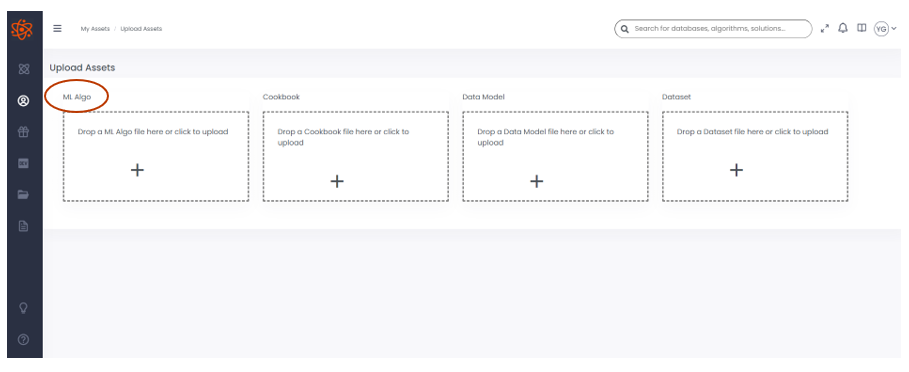 My Assets / Upload Assets
Search for databases, algorithms, solutions...
YG
Upload Assets
ML Algo
Cookbook
Data Model
Dataset
Drop a ML Algo file here or click to upload
Drop a Cookbook file here or click to
upload
Drop a Data Model file here or click to
upload
Drop a Dataset file here or click to upload